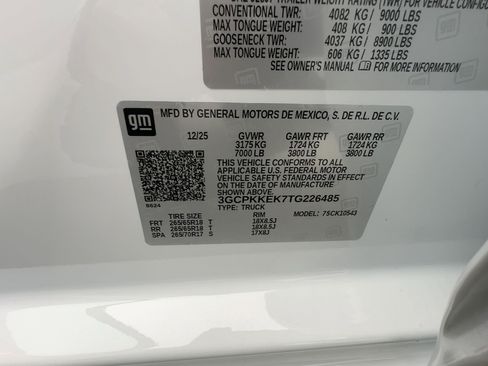 CONVENTIONAL TWR: 4082 KG / 9000 LBS
MAX TONGUE WEIGHT: 408 KG / 900 LBS
GOOSENECK TWR: 4037 KG / 8900 LBS
MAX TONGUE WEIGHT: 606 KG / 1335 LBS
SEE OWNER'S MANUAL FOR MORE INFORMATION
gm
MFD BY GENERAL MOTORS DE MEXICO, S. DE R.L. DE C.V.
12/25 GVWR GAWR FRT GAWR RR
3175 KG 1724 KG 1724 KG
7000 LB 3800 LB 3800 LB
THIS VEHICLE CONFORMS TO ALL
APPLICABLE U.S. FEDERAL MOTOR
VEHICLE SAFETY AND THEFT PREVENTION
STANDARDS IN EFFECT ON THE DATE OF
MANUFACTURE SHOWN ABOVE.
3GCPKKEK7TG226485
TYPE: TRUCK
8624 MODEL: 75CK10543
TIRE SIZE RIM
FRT 265/65R18 T 18X8.5J
RR 265/65R18 T 18X8.5J
SPA 265/70R17 S 17X8J